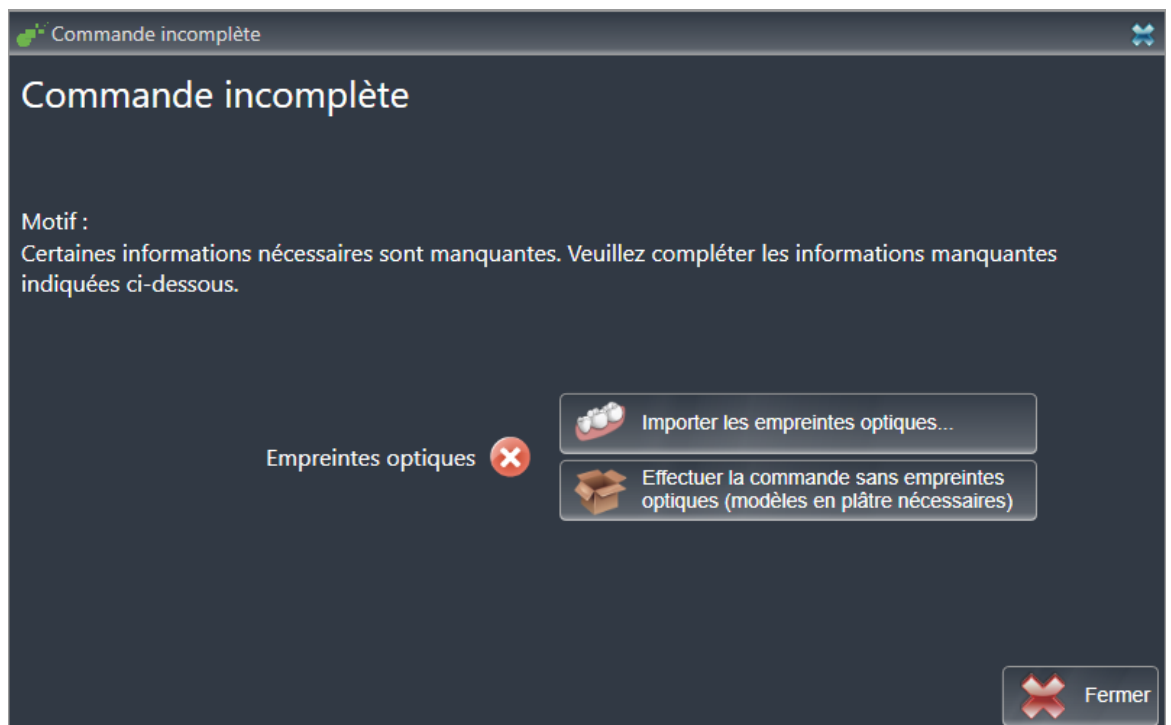 Commande incomplète
Commande incomplète
Motif :
Certaines informations nécessaires sont manquantes. Veuillez compléter les informations manquantes
indiquées ci-dessous.
Empreintes optiques
Importer les empreintes optiques...
Effectuer la commande sans empreintes
optiques (modèles en plâtre nécessaires)
Fermer